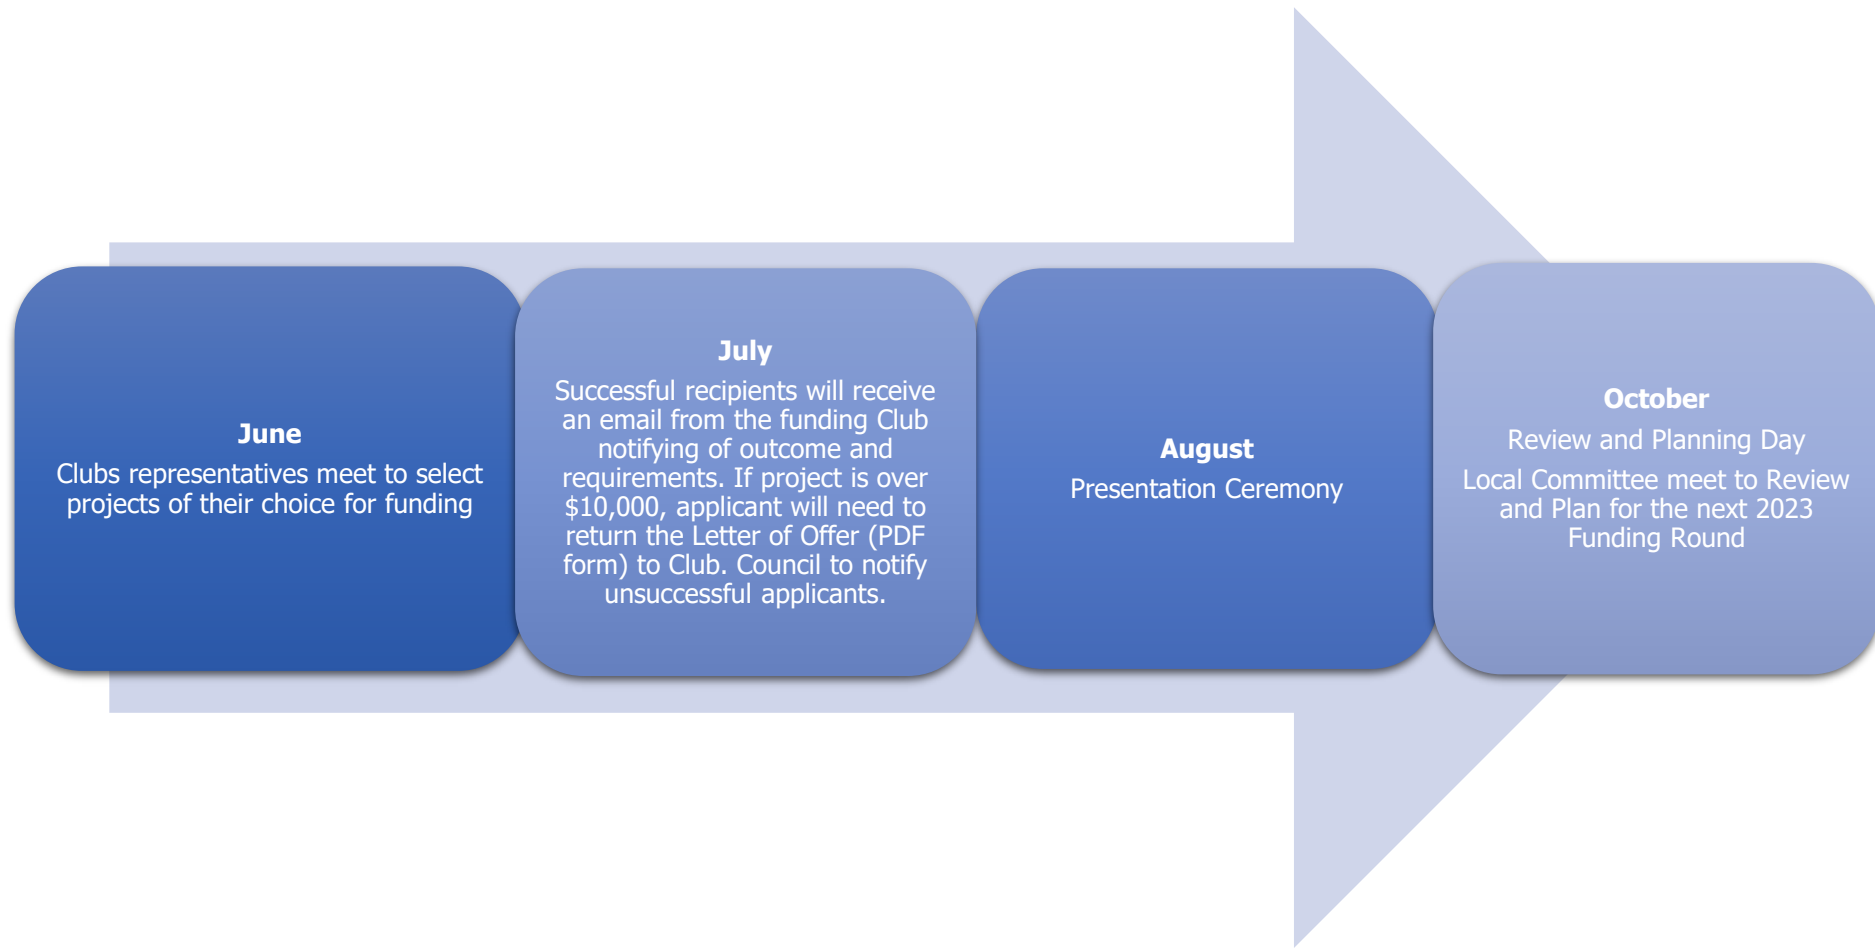 June
Clubs representatives meet to select
projects of their choice for funding
July
Successful recipients will receive
an email from the funding Club
notifying of outcome and
requirements. If project is over
$10,000, applicant will need to
return the Letter of Offer (PDF
form) to Club. Council to notify
unsuccessful applicants.
August
Presentation Ceremony
October
Review and Planning Day
Local Committee meet to Review
and Plan for the next 2023
Funding Round